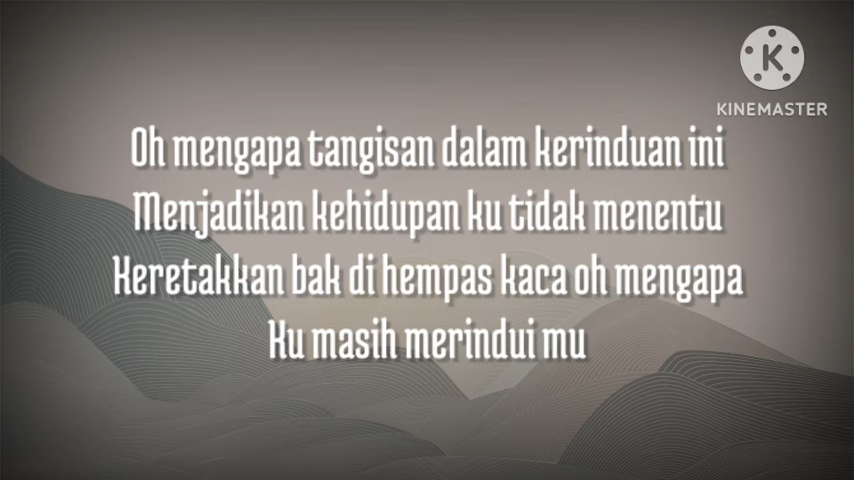 KINEMASTER
Oh mengapa tangisan dalam kerinduan ini
Menjadikan kehidupan ku tidak menentu
Keretakkan bak di hempas kaca oh mengapa
Ku masih merindui mu